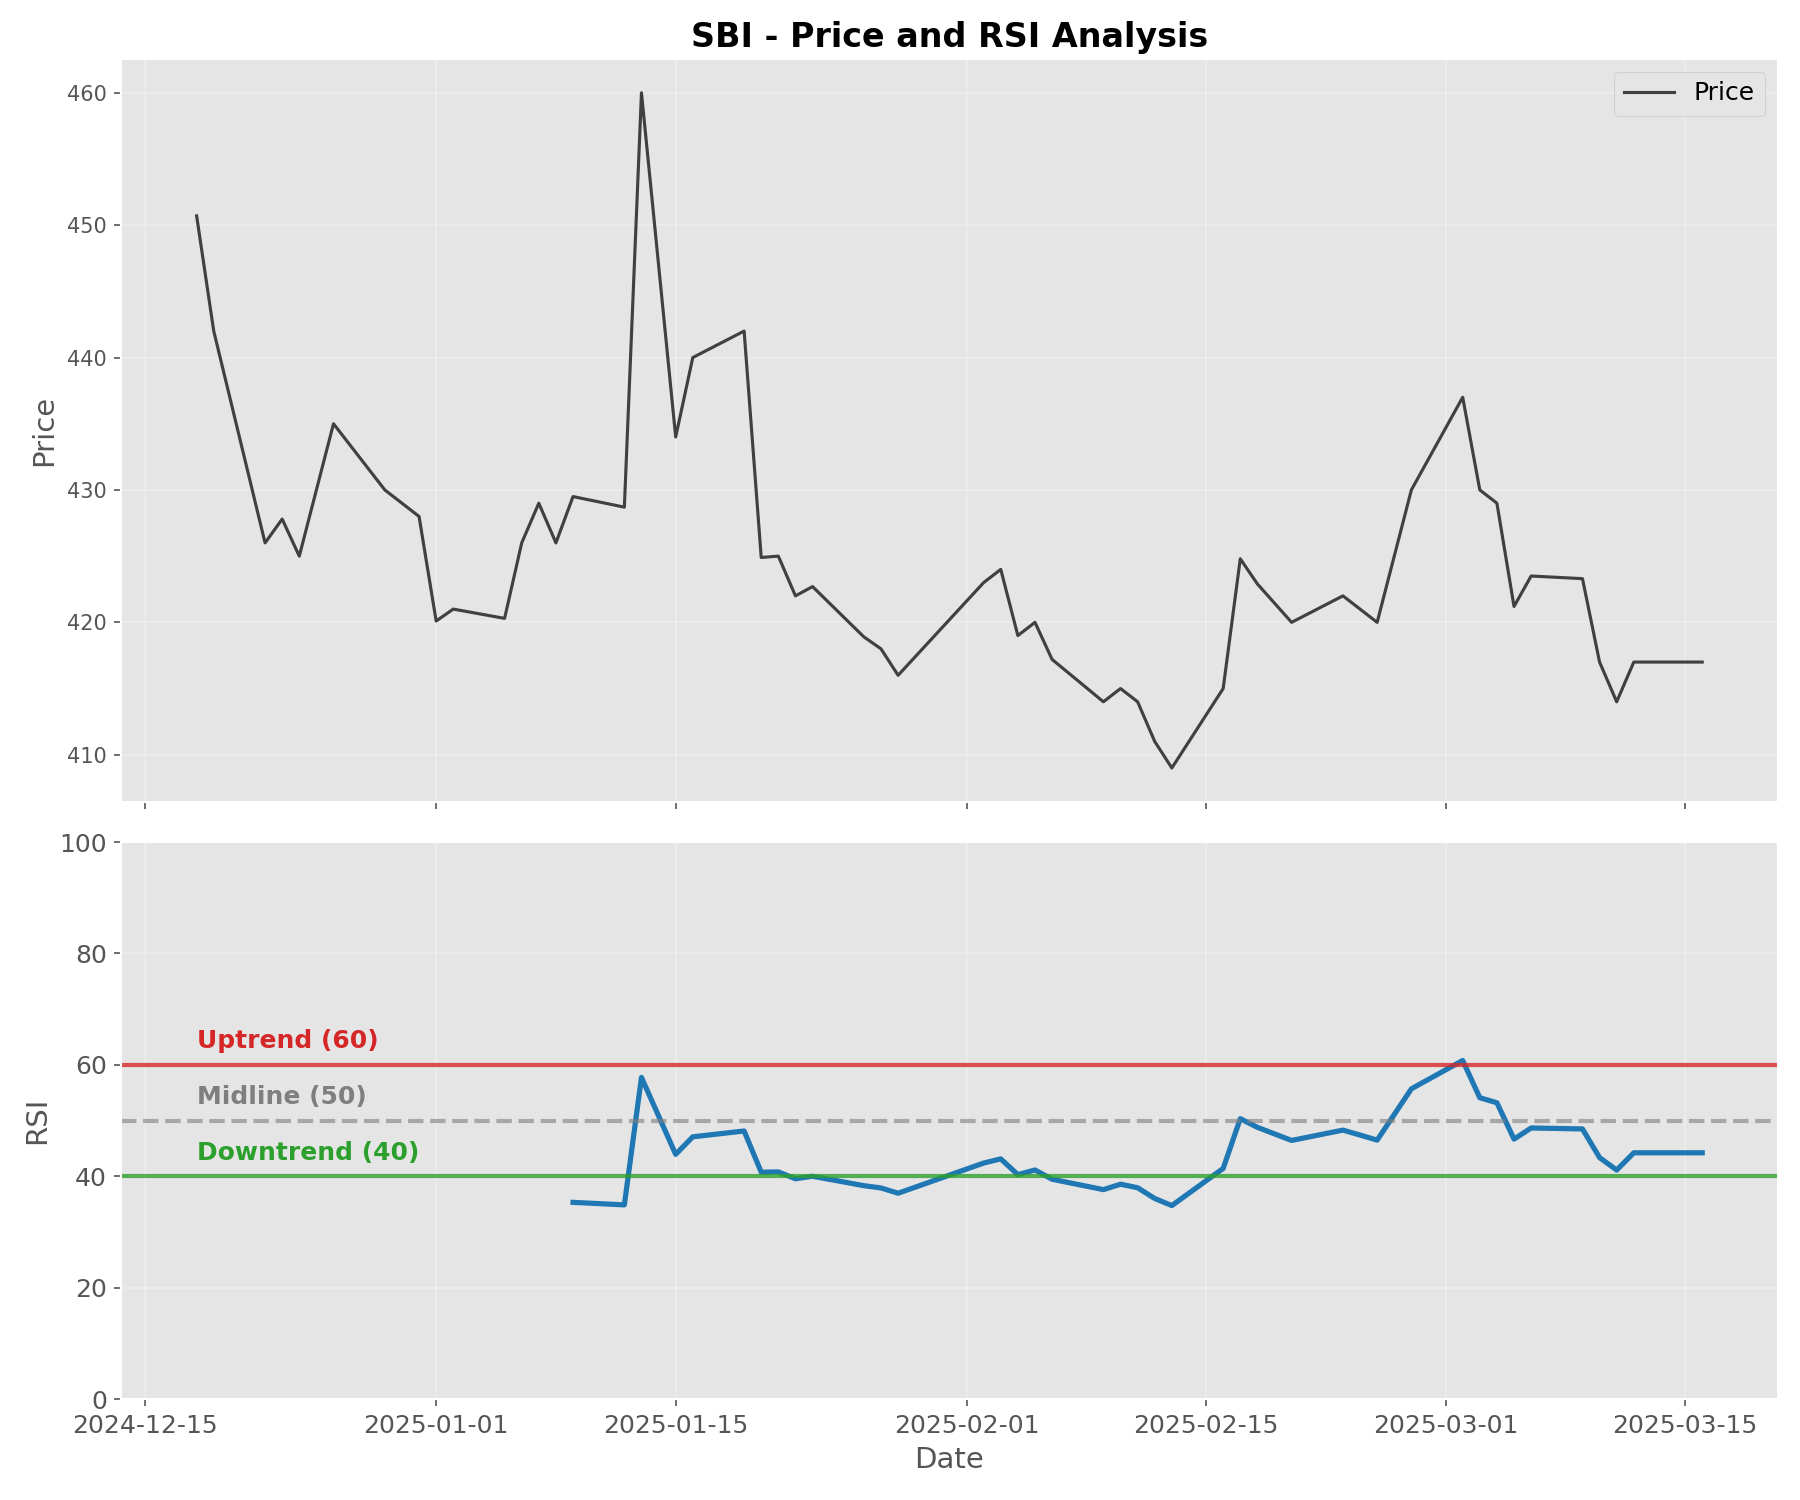 SBI - Price and RSI Analysis
Price
460
450
440
430
420
410
Price
100
80
60
40
20
0
RSI
Uptrend (60)
Midline (50)
Downtrend (40)
2024-12-15
2025-01-01
2025-01-15
2025-02-01
2025-02-15
2025-03-01
2025-03-15
Date